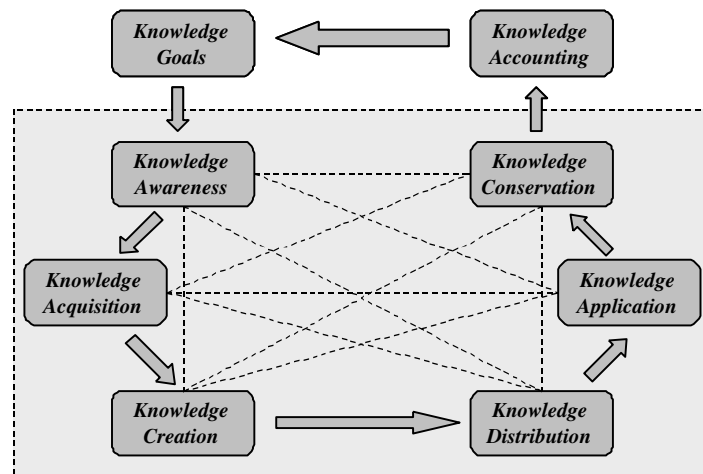 Knowledge
Goals
Knowledge
Accounting
Knowledge
Awareness
Knowledge
Conservation
Knowledge
Acquisition
Knowledge
Application
Knowledge
Creation
Knowledge
Distribution